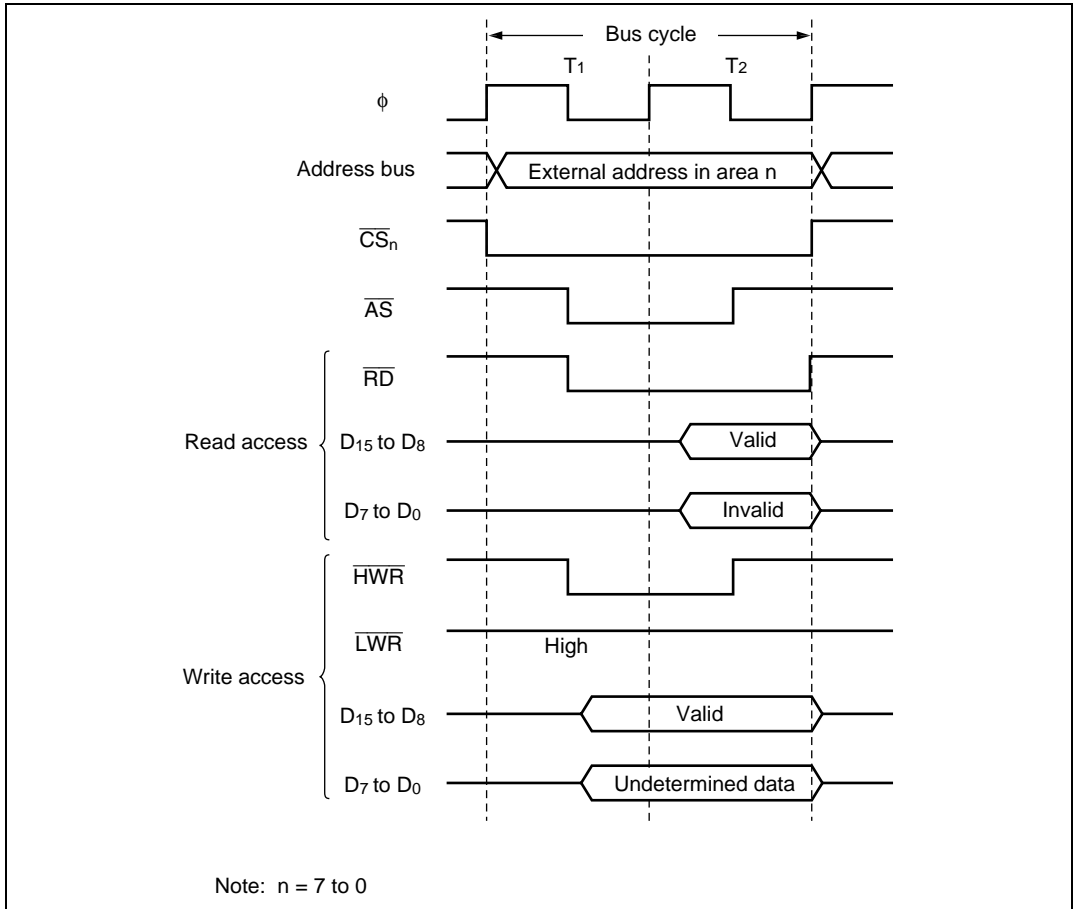 Bus cycle
T1 T2
ϕ
Address bus External address in area n
CSn
AS
RD
Read access D15 to D8 Valid
D7 to D0 Invalid
HWR
LWR High
Write access D15 to D8 Valid
D7 to D0 Undetermined data
Note: n = 7 to 0